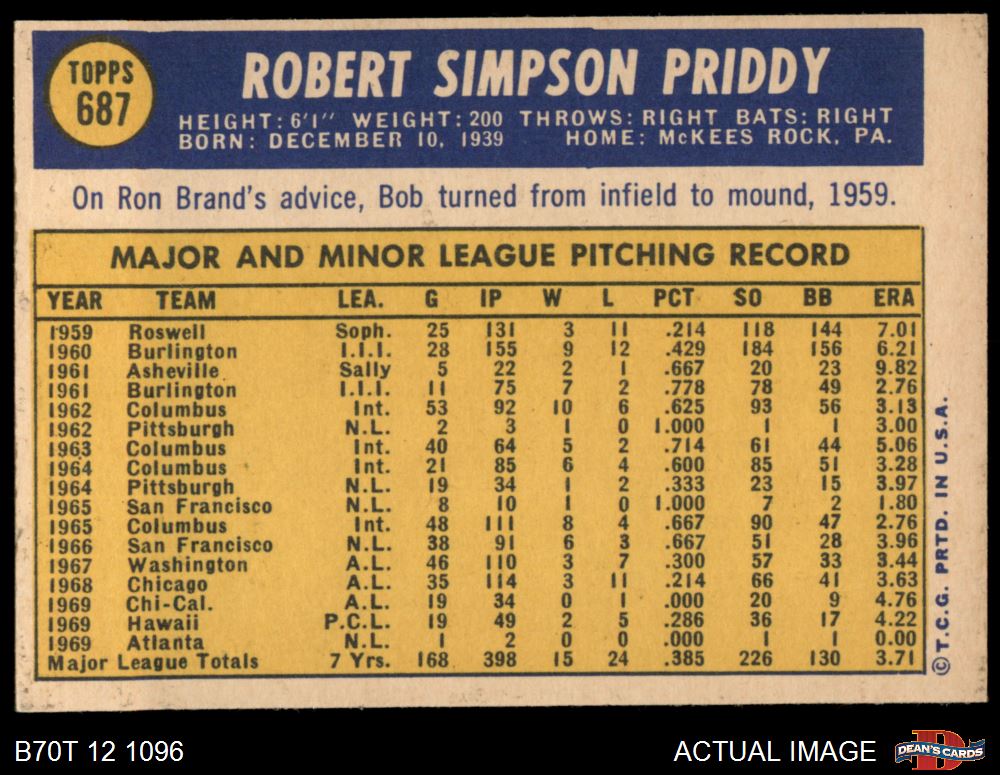 TOPPS
687
ROBERT SIMPSON PRIDDY
HEIGHT: 6'1" WEIGHT: 200 THROWS: RIGHT BATS: RIGHT
BORN: DECEMBER 10, 1939 HOME: McKEES ROCK, PA.
On Ron Brand's advice, Bob turned from infield to mound, 1959.
MAJOR AND MINOR LEAGUE PITCHING RECORD
YEAR TEAM LEA. G IP W L PCT SO BB ERA
1959 Roswell Soph. 25 131 3 11 .214 118 144 7.01
1960 Burlington I.I.I. 28 155 9 12 .429 184 156 6.21
1961 Asheville Sally 5 22 2 1 .667 20 23 9.82
1961 Burlington I.I.I. 11 75 7 2 .778 78 49 2.76
1962 Columbus Int. 53 92 10 6 .625 93 56 3.13
1962 Pittsburgh N.L. 2 3 1 0 1.000 1 1 3.00
1963 Columbus Int. 40 64 5 2 .714 61 44 5.06
1964 Columbus Int. 21 85 6 4 .600 85 51 3.28
1964 Pittsburgh N.L. 19 34 1 2 .333 23 15 3.97
1965 San Francisco N.L. 8 10 1 0 1.000 7 2 1.80
1965 Columbus Int. 48 111 8 4 .667 90 47 2.76
1966 San Francisco N.L. 38 91 6 3 .667 51 28 3.96
1967 Washington A.L. 46 110 3 7 .300 57 33 3.44
1968 Chicago A.L. 35 114 3 11 .214 66 41 3.63
1969 Chi-Cal. A.L. 19 34 0 1 .000 20 9 4.76
1969 Hawaii P.C.L. 19 49 2 5 .286 36 17 4.22
1969 Atlanta N.L. 1 2 0 0 .000 1 1 0.00
Major League Totals 7 Yrs. 168 398 15 24 .385 226 130 3.71
©T.C.G. PRTD. IN U.S.A.
B70T 12 1096 ACTUAL IMAGE
DEAN'S CARDS